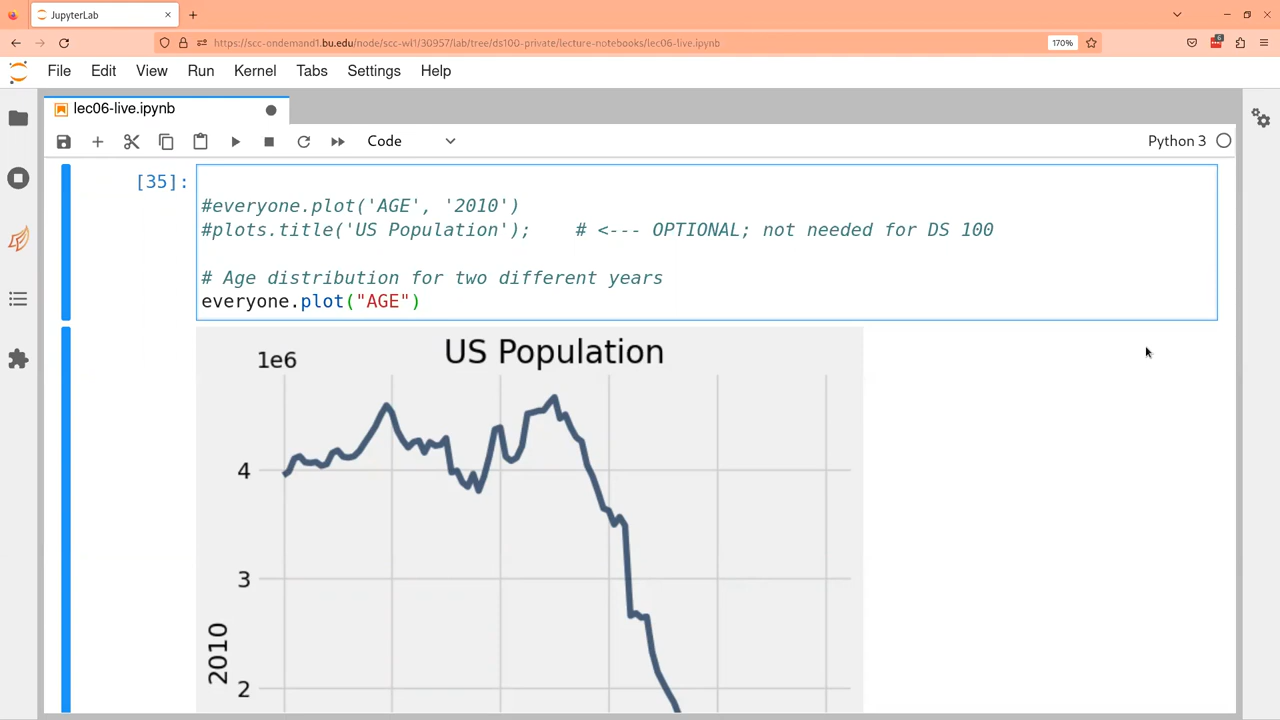 JupyterLab
https://scc-ondemand1.bu.edu/node/scc-wl1/30957/lab/tree/ds100-private/lecture-notebooks/lec06-live.ipynb
170%
6
File Edit View Run Kernel Tabs Settings Help
lec06-live.ipynb
Code
Python 3
[35]:
#everyone.plot('AGE', '2010')
#plots.title('US Population');    # <--- OPTIONAL; not needed for DS 100
# Age distribution for two different years
everyone.plot("AGE")
US Population
1e6
4
3
2010
2